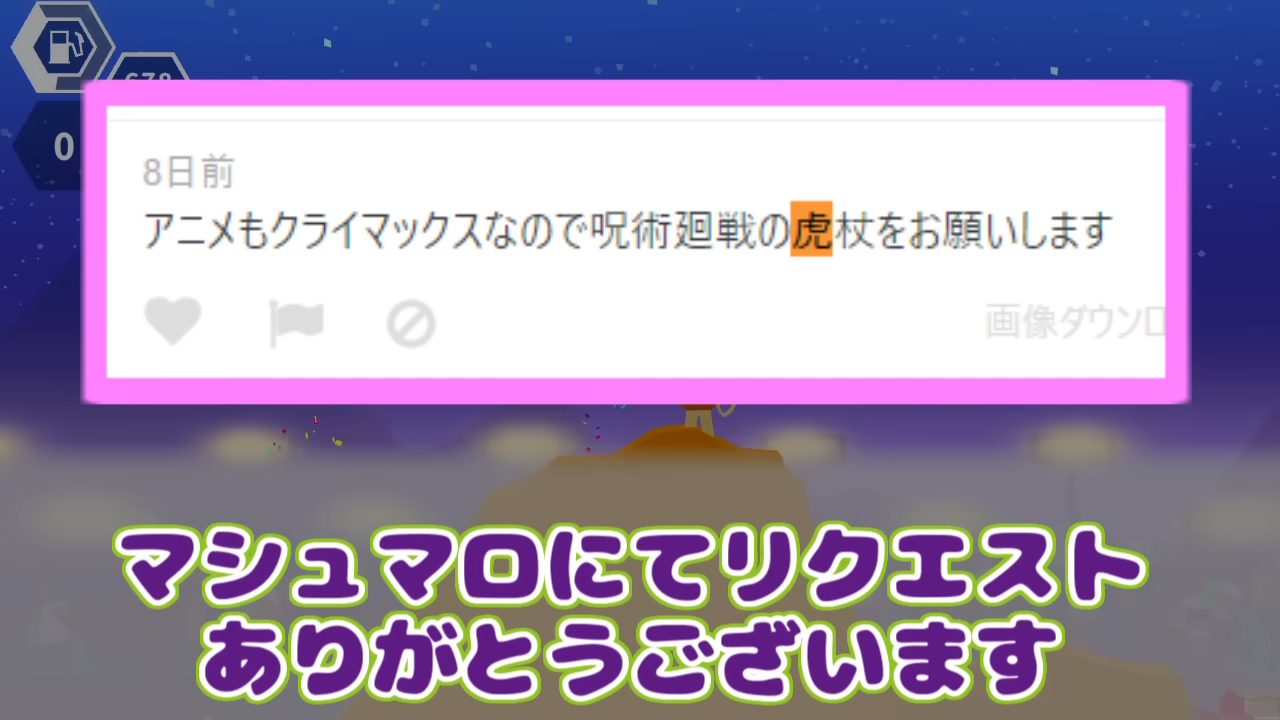 0
8日前
アニメもクライマックスなので呪術廻戦の虎杖をお願いします
画像ダウンロ
マシュマロにてリクエスト
ありがとうございます